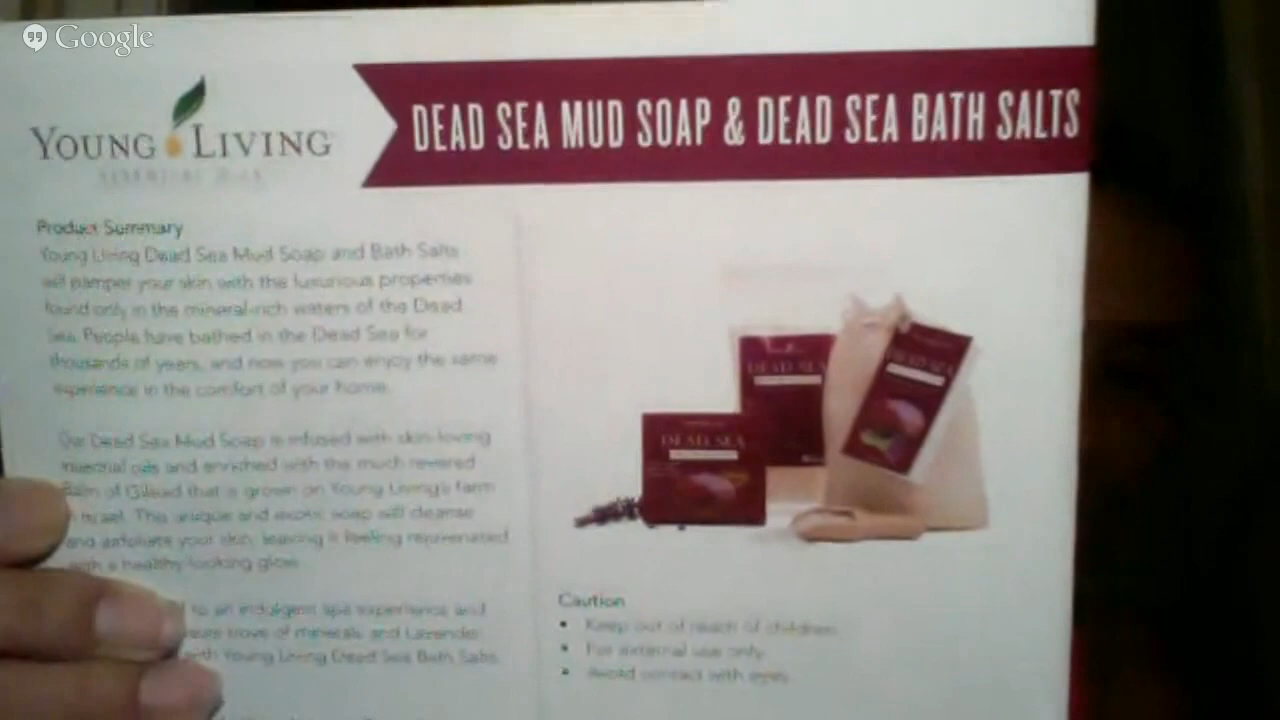 Google
YOUNG LIVING
ESSENTIAL OILS
DEAD SEA MUD SOAP & DEAD SEA BATH SALTS
Product Summary
Young Living Dead Sea Mud Soap and Bath Salts
will pamper your skin with the luxurious properties
found only in the mineral-rich waters of the Dead
Sea. People have bathed in the Dead Sea for
thousands of years, and now you can enjoy the same
experience in the comfort of your home.
Our Dead Sea Mud Soap is infused with skin-loving
essential oils and enriched with the much revered
Balm of Gilead that is grown on Young Living's farm
Israel. This unique and exotic soap will cleanse
and exfoliate your skin, leaving it feeling rejuvenated
with a healthy-looking glow.
to an indulgent spa experience and
trove of minerals and Lavender
with Young Living Dead Sea Bath Salts.
DEAD SEA
DEAD SEA
DEAD SEA
Caution
• Keep out of reach of children.
• For external use only.
• Avoid contact with eyes.